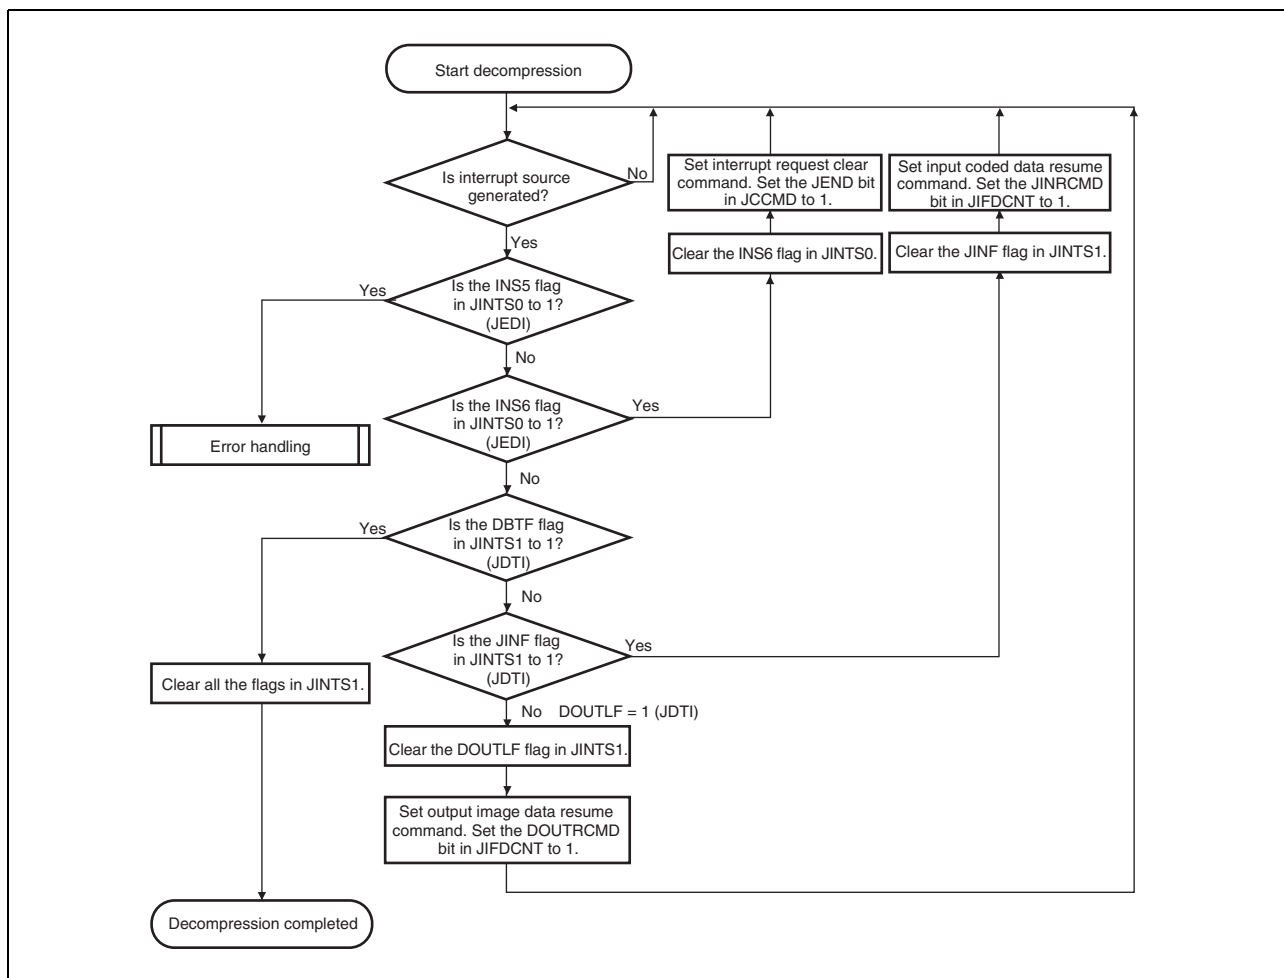 Start decompression
Is interrupt source
generated?
No
Yes
Set interrupt request clear
command. Set the JEND bit
in JCCMD to 1.
Set input coded data resume
command. Set the JINRCMD
bit in JIFDCNT to 1.
Clear the INS6 flag in JINTS0.
Clear the JINF flag in JINTS1.
Is the INS5 flag
in JINTS0 to 1?
(JEDI)
Yes
No
Is the INS6 flag
in JINTS0 to 1?
(JEDI)
Yes
No
Error handling
Is the DBTF flag
in JINTS1 to 1?
(JDTI)
Yes
No
Is the JINF flag
in JINTS1 to 1?
(JDTI)
Yes
No DOUTLF = 1 (JDTI)
Clear all the flags in JINTS1.
Clear the DOUTLF flag in JINTS1.
Set output image data resume
command. Set the DOUTRCMD
bit in JIFDCNT to 1.
Decompression completed